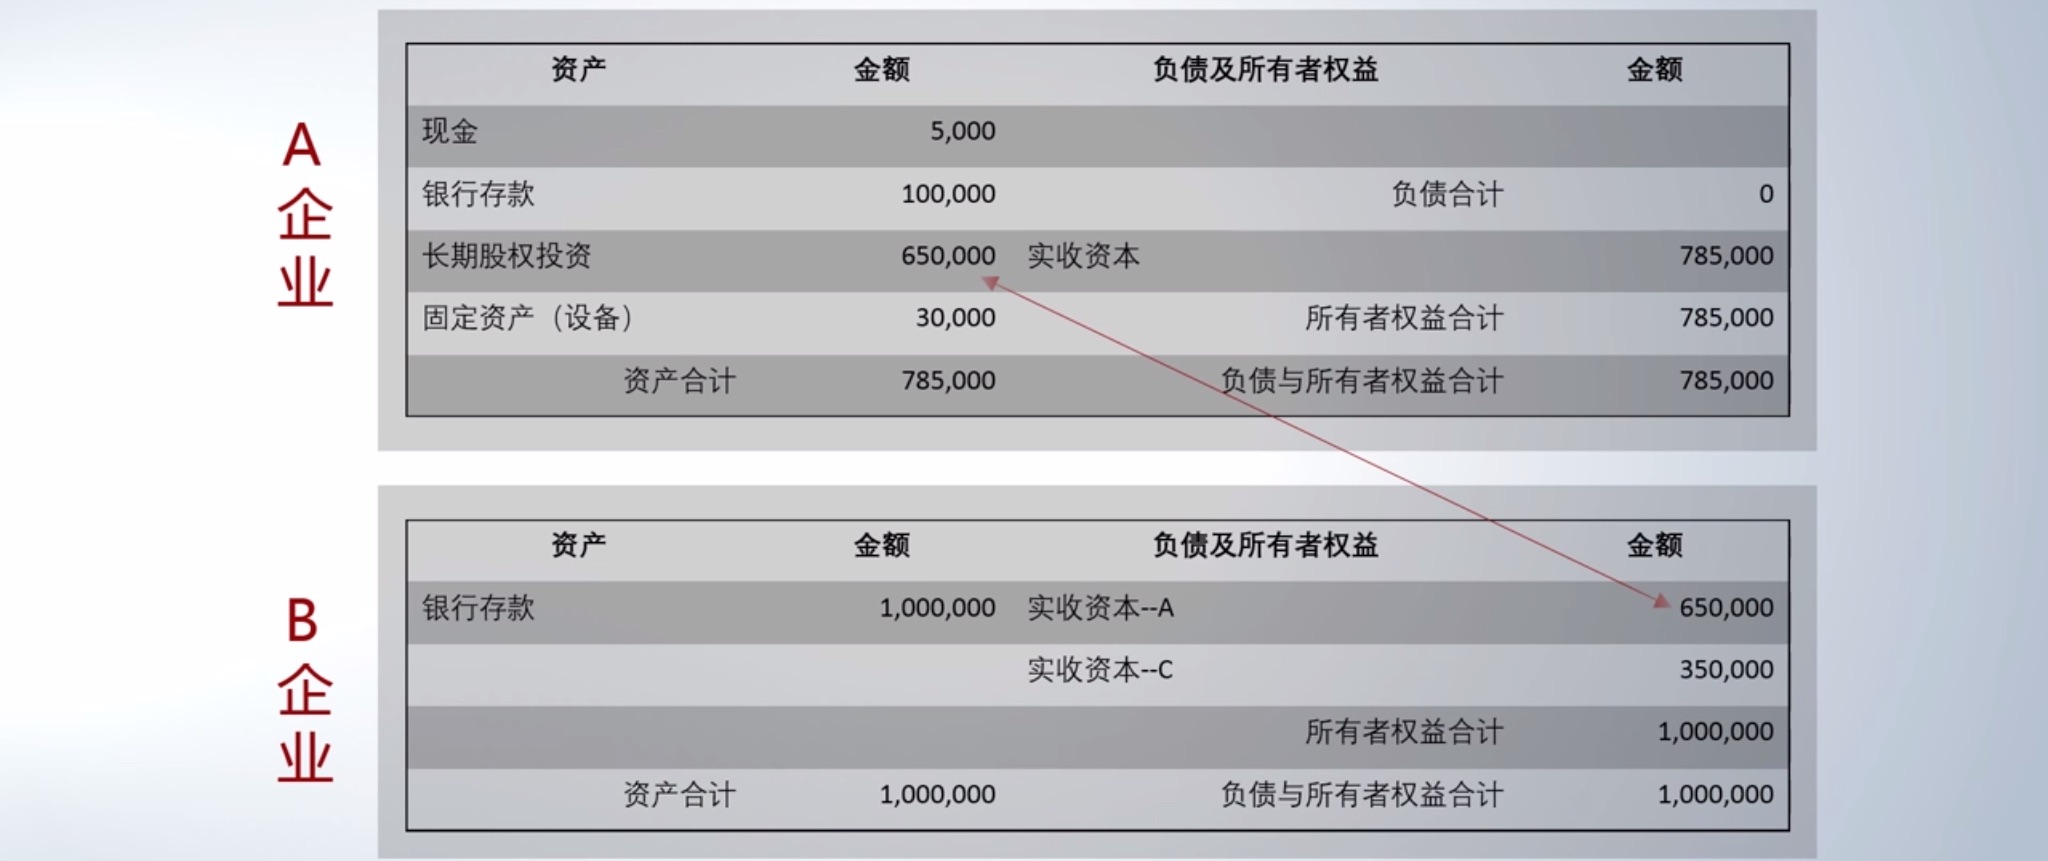 A企业
资产 金额 负债及所有者权益 金额
现金 5,000
银行存款 100,000 负债合计 0
长期股权投资 650,000 实收资本 785,000
固定资产（设备） 30,000 所有者权益合计 785,000
资产合计 785,000 负债与所有者权益合计 785,000
B企业
资产 金额 负债及所有者权益 金额
银行存款 1,000,000 实收资本--A 650,000
实收资本--C 350,000
所有者权益合计 1,000,000
资产合计 1,000,000 负债与所有者权益合计 1,000,000